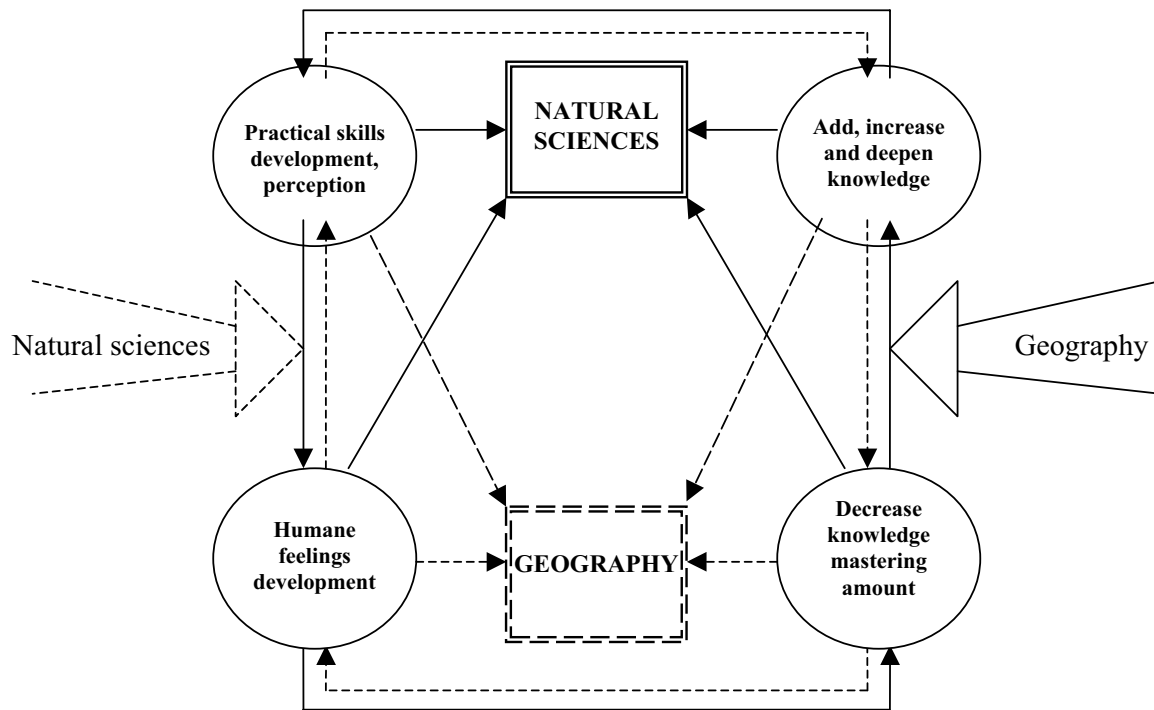 NATURAL
SCIENCES
Practical skills
development,
perception
Add, increase
and deepen
knowledge
Natural sciences
Geography
Humane
feelings
development
GEOGRAPHY
Decrease
knowledge
mastering
amount